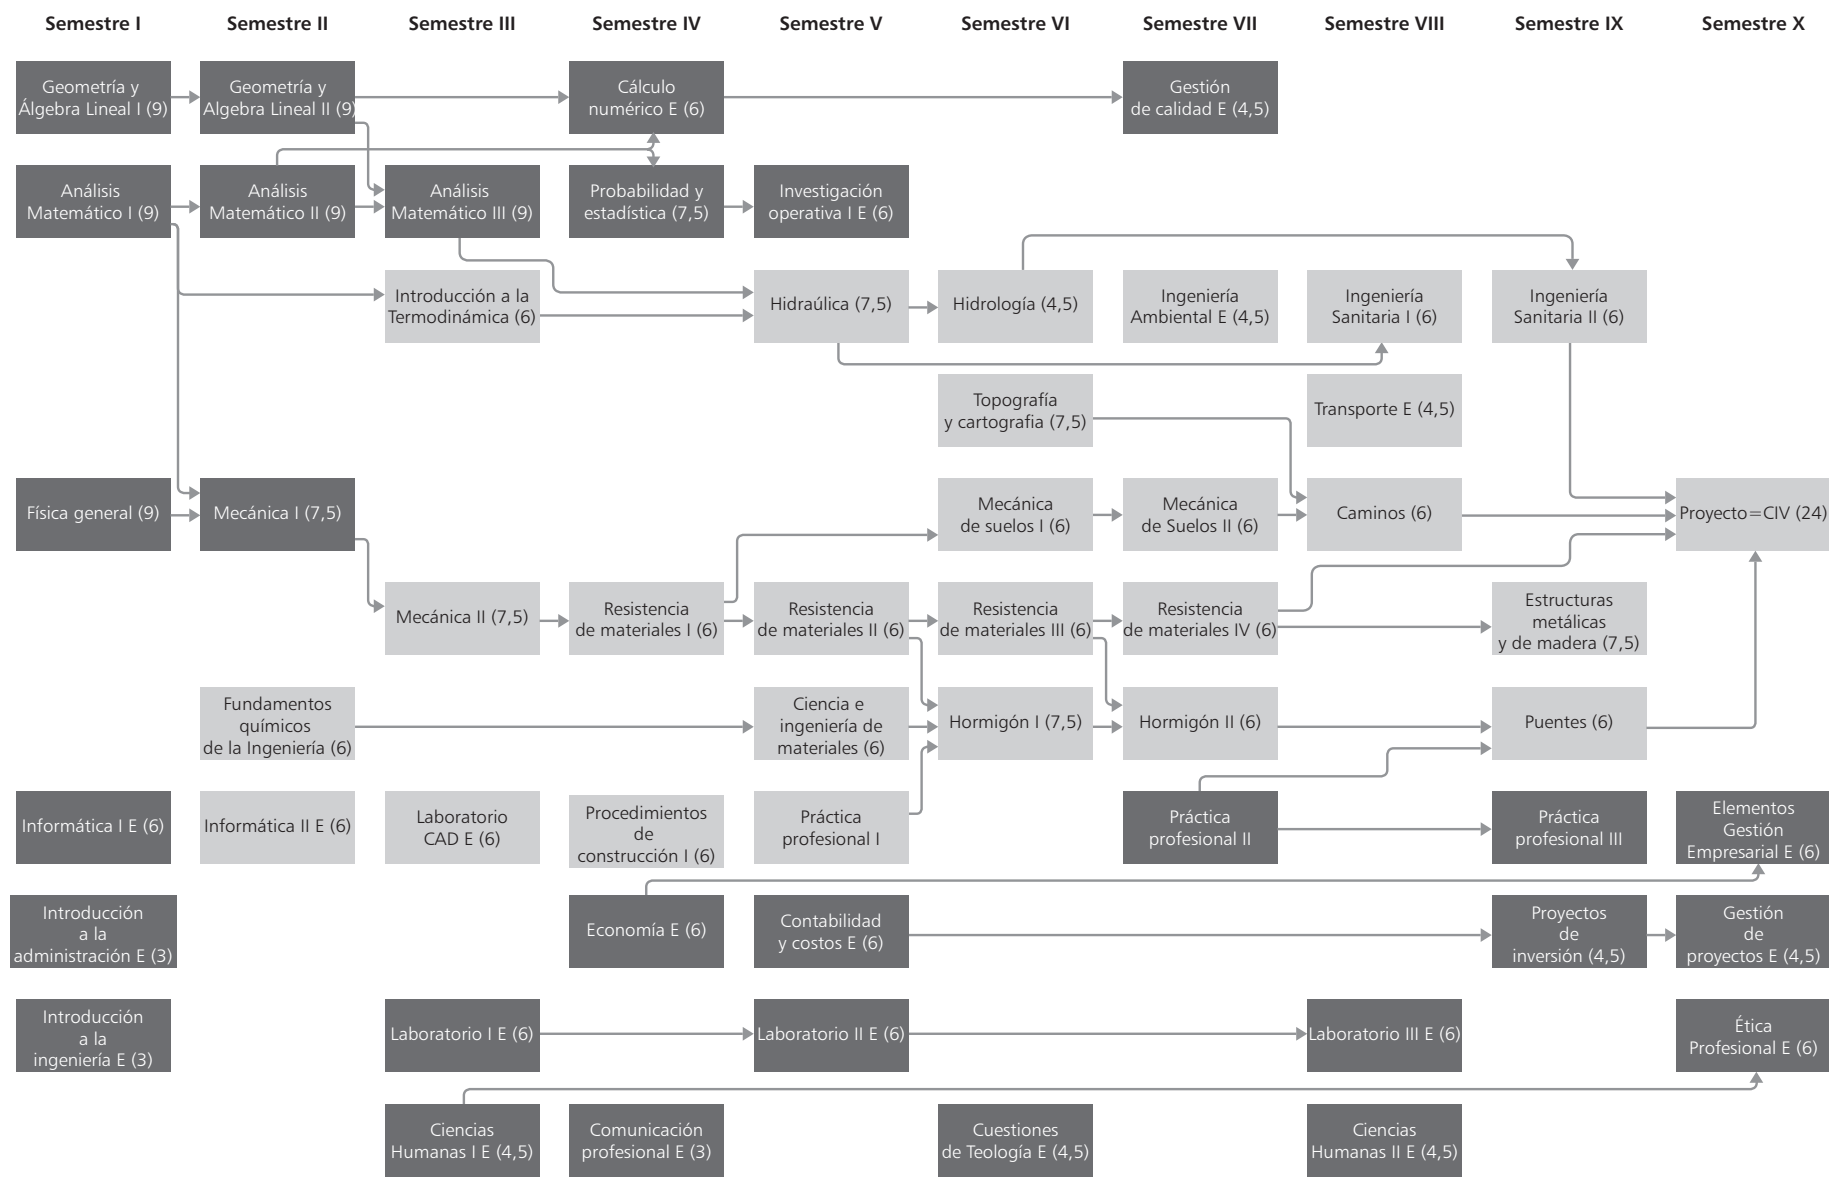 Semestre I
Semestre II
Semestre III
Semestre IV
Semestre V
Semestre VI
Semestre VII
Semestre VIII
Semestre IX
Semestre X
Geometría y
Álgebra Lineal I (9)
Geometría y
Algebra Lineal II (9)
Cálculo
numérico E (6)
Gestión
de calidad E (4,5)
Análisis
Matemático I (9)
Análisis
Matemático II (9)
Análisis
Matemático III (9)
Probabilidad y
estadística (7,5)
Investigación
operativa I E (6)
Introducción a la
Termodinámica (6)
Hidraúlica (7,5)
Hidrología (4,5)
Ingeniería
Ambiental E (4,5)
Ingeniería
Sanitaria I (6)
Ingeniería
Sanitaria II (6)
Topografía
y cartografia (7,5)
Transporte E (4,5)
Física general (9)
Mecánica I (7,5)
Mecánica
de suelos I (6)
Mecánica
de Suelos II (6)
Caminos (6)
Proyecto=CIV (24)
Mecánica II (7,5)
Resistencia
de materiales I (6)
Resistencia
de materiales II (6)
Resistencia
de materiales III (6)
Resistencia
de materiales IV (6)
Estructuras
metálicas
y de madera (7,5)
Fundamentos
químicos
de la Ingeniería (6)
Ciencia e
ingeniería de
materiales (6)
Hormigón I (7,5)
Hormigón II (6)
Puentes (6)
Informática I E (6)
Informática II E (6)
Laboratorio
CAD E (6)
Procedimientos
de
construcción I (6)
Práctica
profesional I
Práctica
profesional II
Práctica
profesional III
Elementos
Gestión
Empresarial E (6)
Introducción
a la
administración E (3)
Economía E (6)
Contabilidad
y costos E (6)
Proyectos
de
inversión (4,5)
Gestión
de
proyectos E (4,5)
Introducción
a la
ingeniería E (3)
Laboratorio I E (6)
Laboratorio II E (6)
Laboratorio III E (6)
Ética
Profesional E (6)
Ciencias
Humanas I E (4,5)
Comunicación
profesional E (3)
Cuestiones
de Teología E (4,5)
Ciencias
Humanas II E (4,5)